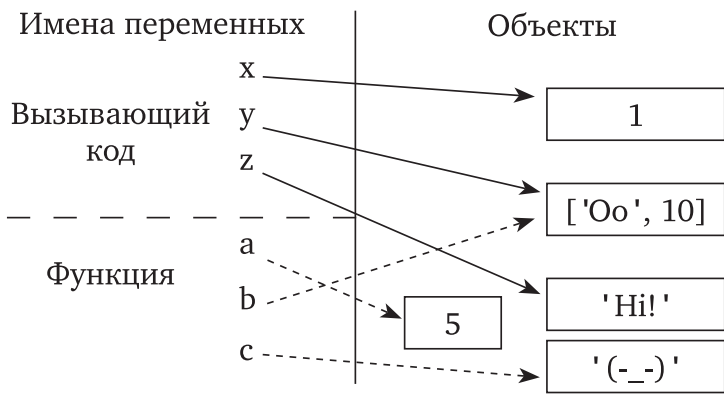 Имена переменных
Объекты
x
1
Вызывающий
код
y
z
['Oo', 10]
Функция
a
b
c
'Hi!'
5
'(-_-)'